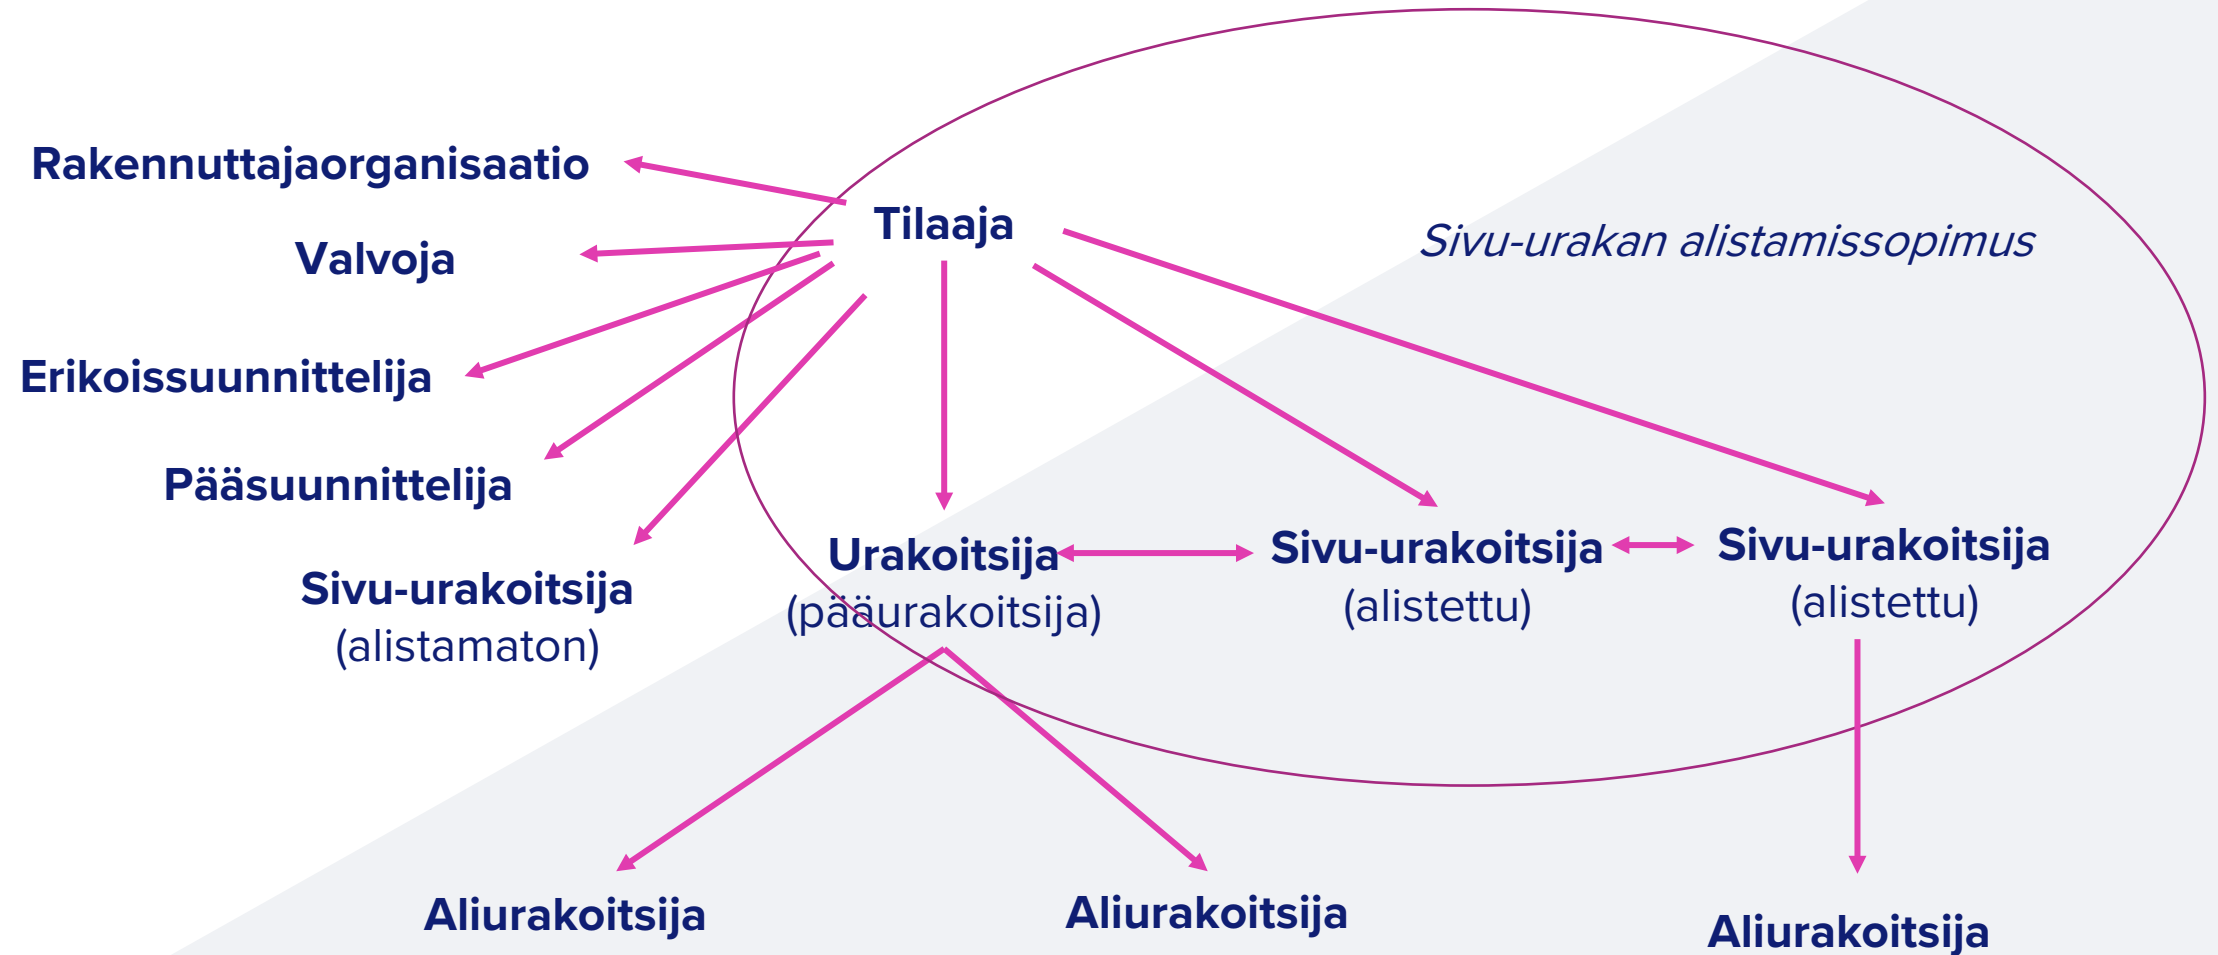 Rakennuttajaorganisaatio
Tilaaja
Sivu-urakan alistamissopimus
Valvoja
Erikoissuunnittelija
Pääsuunnittelija
Sivu-urakoitsija
(alistamaton)
Urakoitsija
(pääurakoitsija)
Sivu-urakoitsija
(alistettu)
Sivu-urakoitsija
(alistettu)
Aliurakoitsija
Aliurakoitsija
Aliurakoitsija